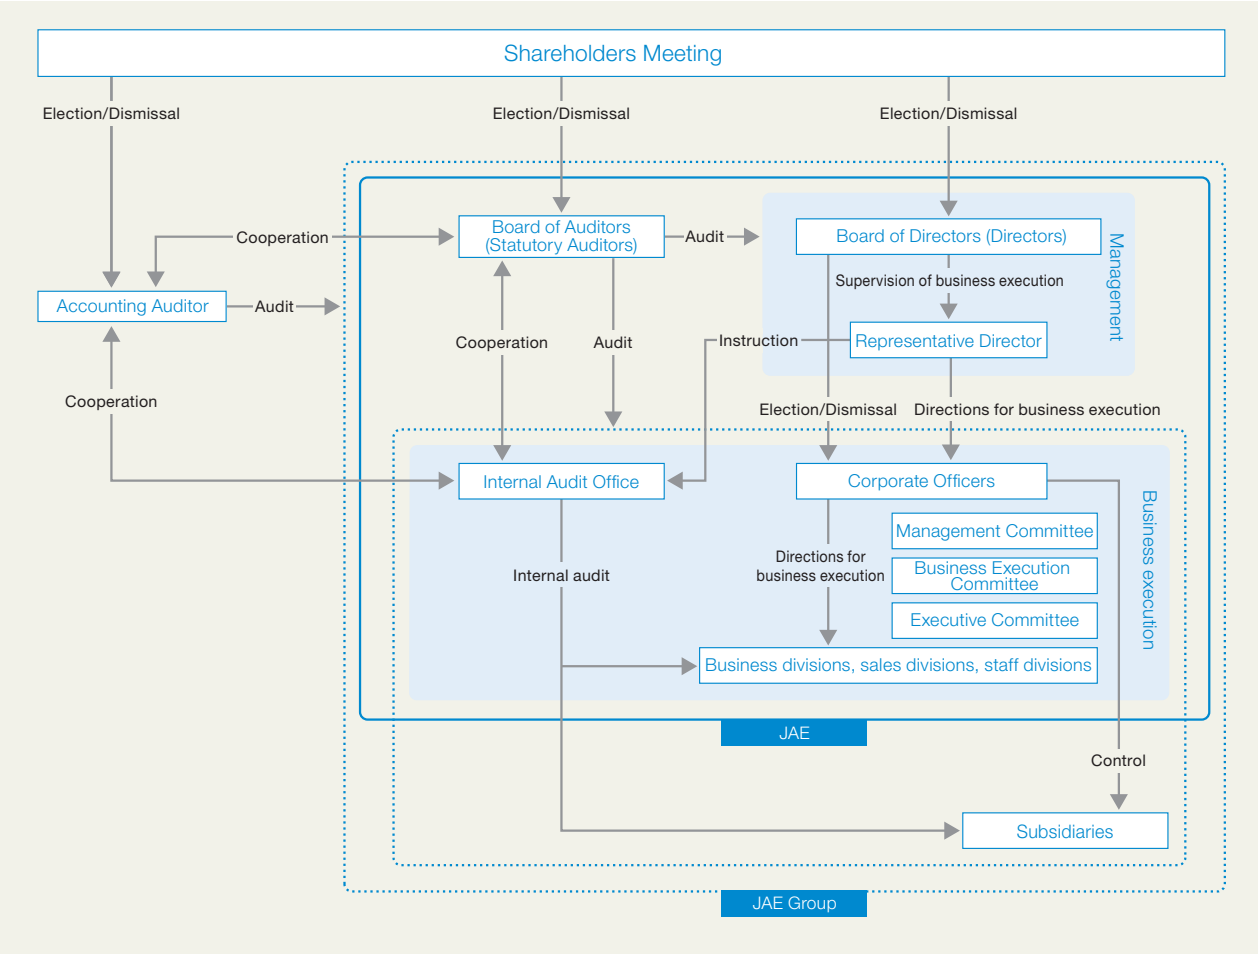 Shareholders Meeting
Election/Dismissal
Election/Dismissal
Election/Dismissal
Board of Auditors
(Statutory Auditors)
Cooperation
Audit
Board of Directors (Directors)
Management
Supervision of business execution
Accounting Auditor
Audit
Cooperation
Audit
Instruction
Representative Director
Cooperation
Election/Dismissal
Directions for business execution
Internal Audit Office
Corporate Officers
Business execution
Management Committee
Directions for
business execution
Internal audit
Business Execution
Committee
Executive Committee
Business divisions, sales divisions, staff divisions
JAE
Control
Subsidiaries
JAE Group